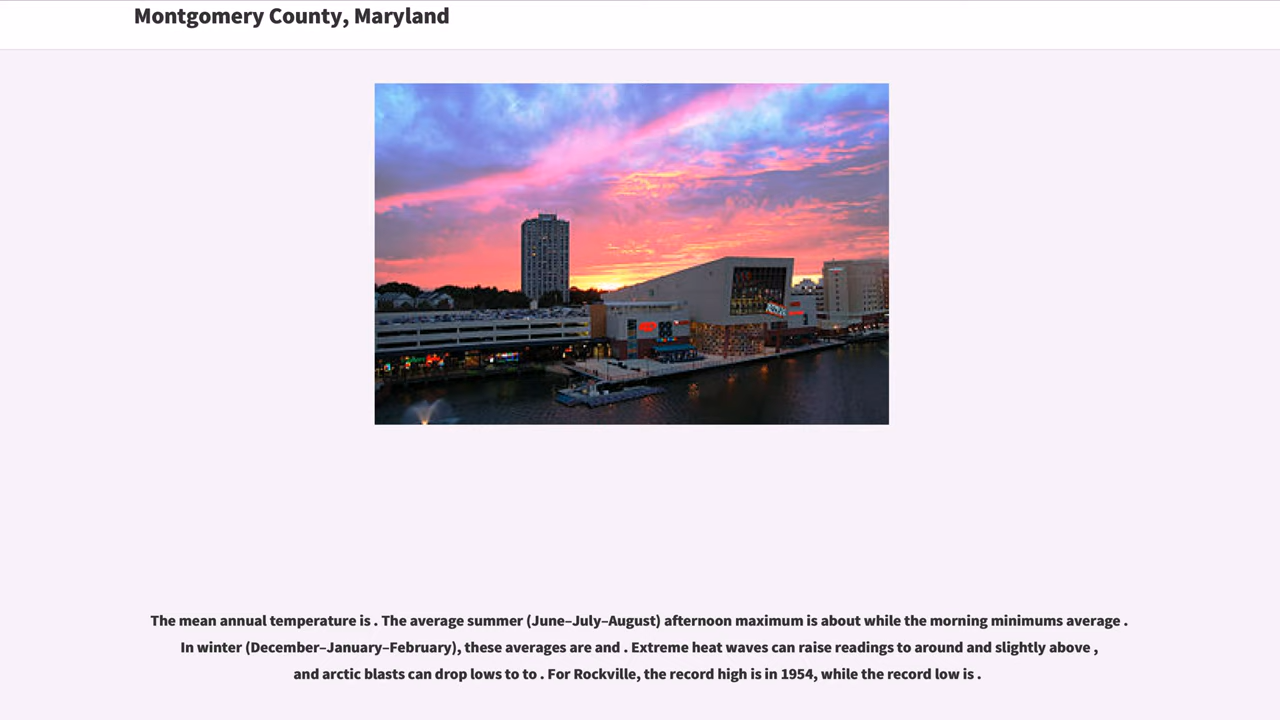 Montgomery County, Maryland
The mean annual temperature is . The average summer (June–July–August) afternoon maximum is about while the morning minimums average .
In winter (December–January–February), these averages are and . Extreme heat waves can raise readings to around and slightly above ,
and arctic blasts can drop lows to to . For Rockville, the record high is in 1954, while the record low is .